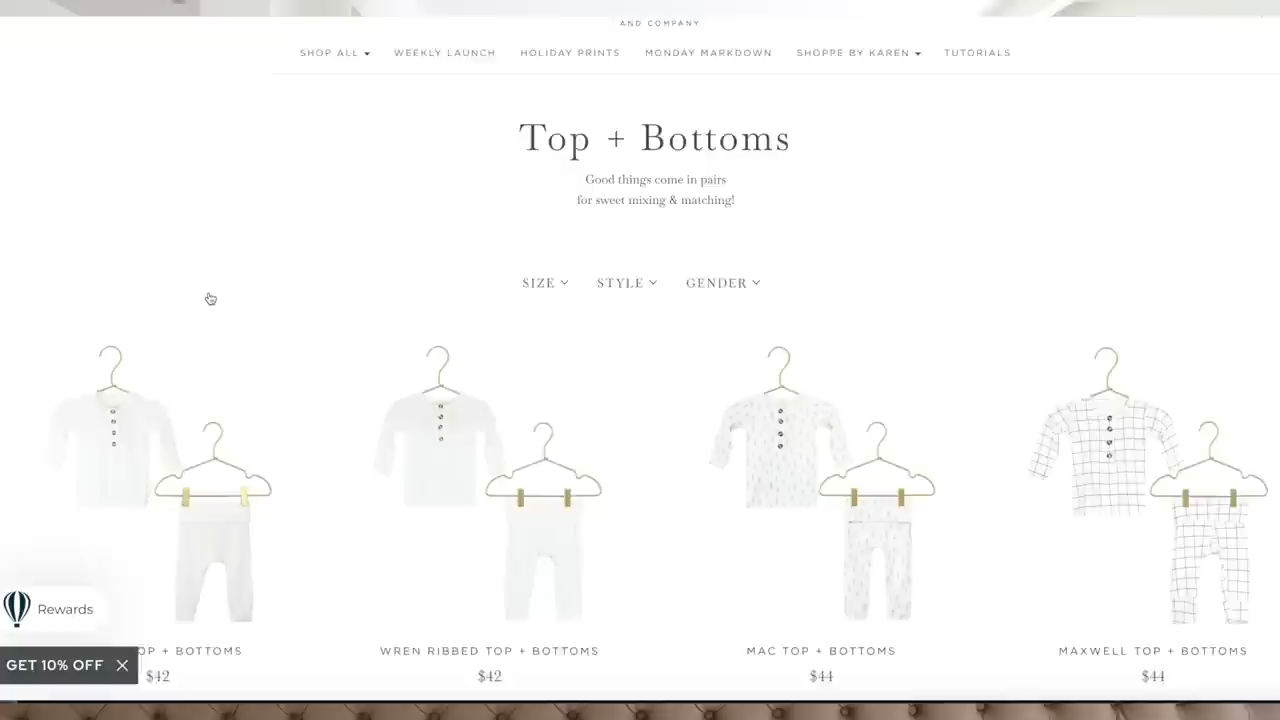 AND COMPANY
SHOP ALL WEEKLY LAUNCH HOLIDAY PRINTS MONDAY MARKDOWN SHOPPE BY KAREN TUTORIALS
Top + Bottoms
Good things come in pairs
for sweet mixing & matching!
SIZE STYLE GENDER
Rewards
GET 10% OFF
OP + BOTTOMS WREN RIBBED TOP + BOTTOMS MAC TOP + BOTTOMS MAXWELL TOP + BOTTOMS
$42 $42 $44 $44